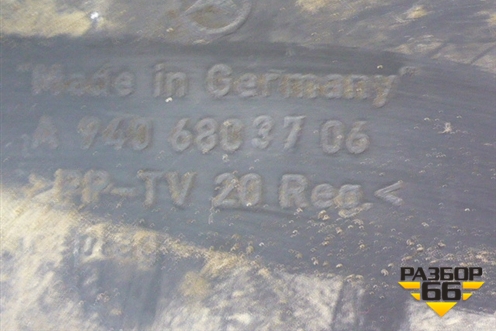 "Made in Germany"
A 940 680 37 06
>PP-TV 20 Reg.<
РАЗБОР
66